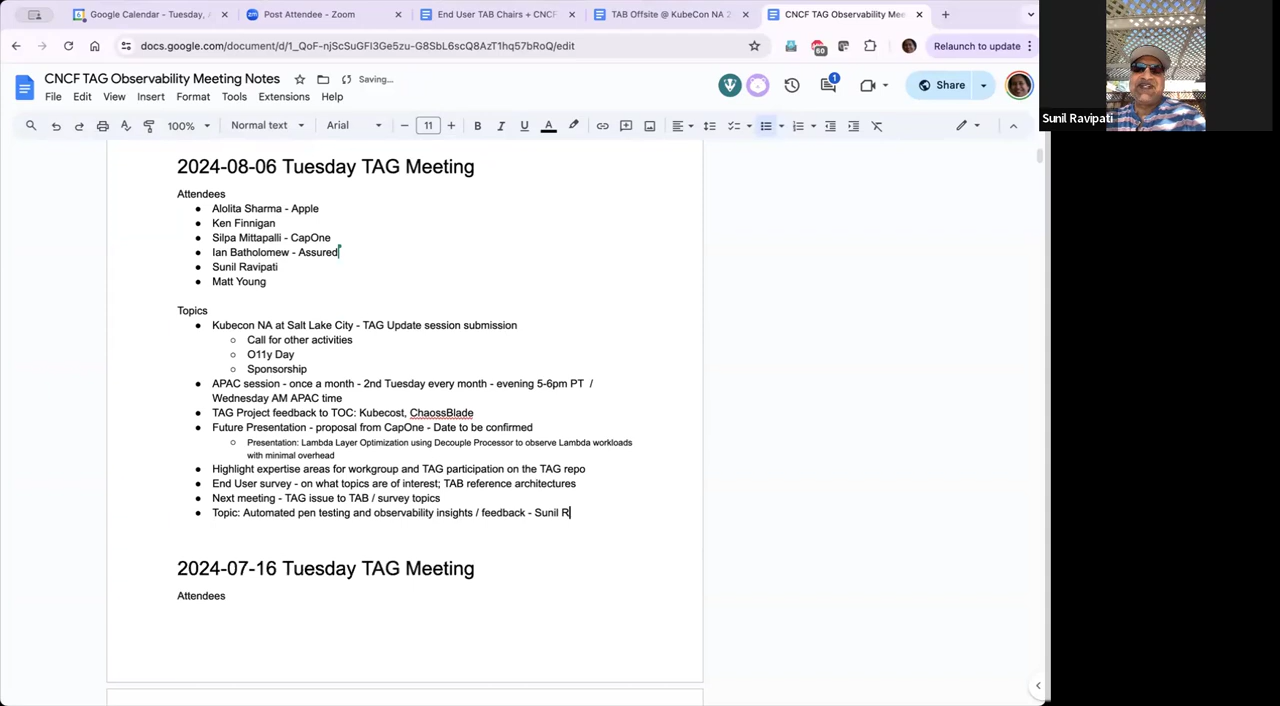 Google Calendar - Tuesday, A
Post Attendee - Zoom
End User TAB Chairs + CNCF
TAB Offsite @ KubeCon NA 2
CNCF TAG Observability Mee
docs.google.com/document/d/1_QoF-njScSuGFl3Ge5zu-G8SbL6scQ8AzT1hq57bRoQ/edit
60
Relaunch to update
CNCF TAG Observability Meeting Notes
Saving...
File Edit View Insert Format Tools Extensions Help
1
Share
100%
Normal text
Arial
11
Sunil Ravipati
2024-08-06 Tuesday TAG Meeting
Attendees
● Alolita Sharma - Apple
● Ken Finnigan
● Silpa Mittapalli - CapOne
● Ian Batholomew - Assured
● Sunil Ravipati
● Matt Young
Topics
● Kubecon NA at Salt Lake City - TAG Update session submission
○ Call for other activities
○ O11y Day
○ Sponsorship
● APAC session - once a month - 2nd Tuesday every month - evening 5-6pm PT /
Wednesday AM APAC time
● TAG Project feedback to TOC: Kubecost, ChaossBlade
● Future Presentation - proposal from CapOne - Date to be confirmed
○ Presentation: Lambda Layer Optimization using Decouple Processor to observe Lambda workloads
with minimal overhead
● Highlight expertise areas for workgroup and TAG participation on the TAG repo
● End User survey - on what topics are of interest; TAB reference architectures
● Next meeting - TAG issue to TAB / survey topics
● Topic: Automated pen testing and observability insights / feedback - Sunil R
2024-07-16 Tuesday TAG Meeting
Attendees